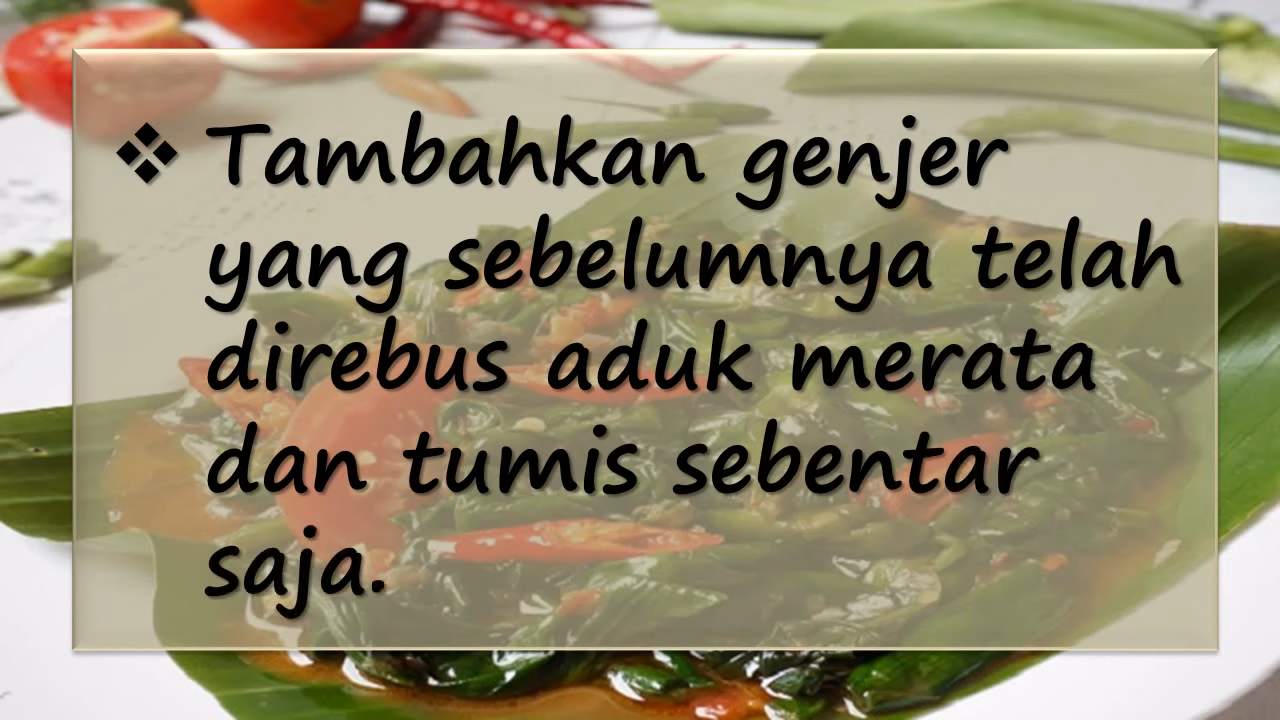 ❖ Tambahkan genjer
yang sebelumnya telah
direbus aduk merata
dan tumis sebentar
saja.